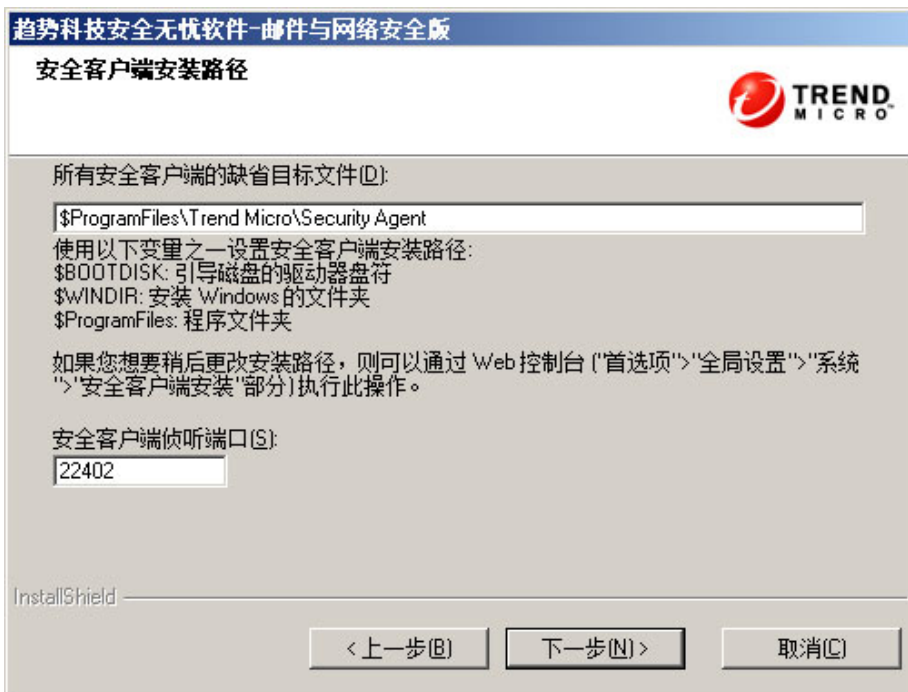 趋势科技安全无忧软件-邮件与网络安全版
安全客户端安装路径
TREND
MICRO
所有安全客户端的缺省目标文件(D):
$ProgramFiles\Trend Micro\Security Agent
使用以下变量之一设置安全客户端安装路径:
$BOOTDISK: 引导磁盘的驱动器盘符
$WINDIR: 安装 Windows 的文件夹
$ProgramFiles: 程序文件夹
如果您想要稍后更改安装路径，则可以通过 Web 控制台 ("首选项">"全局设置">"系统
">"安全客户端安装"部分)执行此操作。
安全客户端侦听端口(S):
22402
InstallShield
<上一步(B)
下一步(N)>
取消(C)